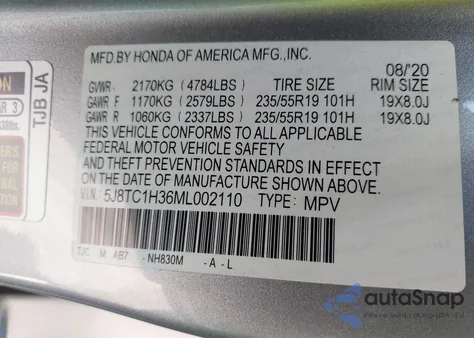 MFD.BY HONDA OF AMERICA MFG.,INC.
08/'20
GVWR 2170KG (4784LBS) TIRE SIZE RIM SIZE
GAWR F 1170KG (2579LBS) 235/55R19 101H 19X8.0J
GAWR R 1060KG (2337LBS) 235/55R19 101H 19X8.0J
THIS VEHICLE CONFORMS TO ALL APPLICABLE
FEDERAL MOTOR VEHICLE SAFETY
AND THEFT PREVENTION STANDARDS IN EFFECT
ON THE DATE OF MANUFACTURE SHOWN ABOVE.
V.I.N. 5J8TC1H36ML002110 TYPE: MPV
TJC M AB7 -NH830M -A-L
TJB JA
autoSnap